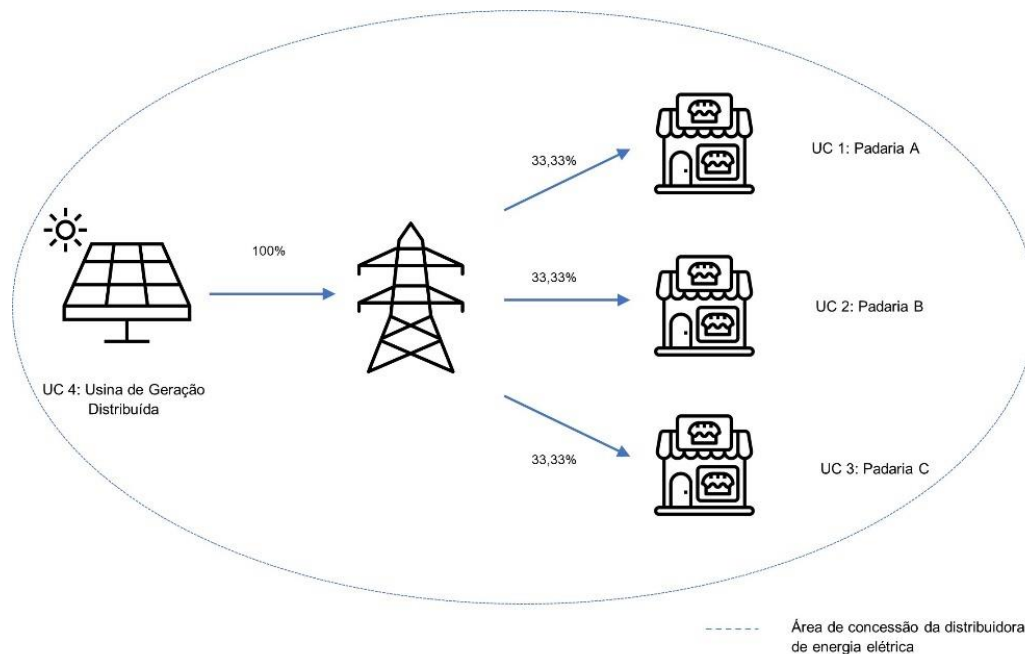 33,33%
UC 1: Padaria A
100%
33,33%
UC 2: Padaria B
UC 4: Usina de Geração
Distribuída
33,33%
UC 3: Padaria C
Área de concessão da distribuidora
de energia elétrica